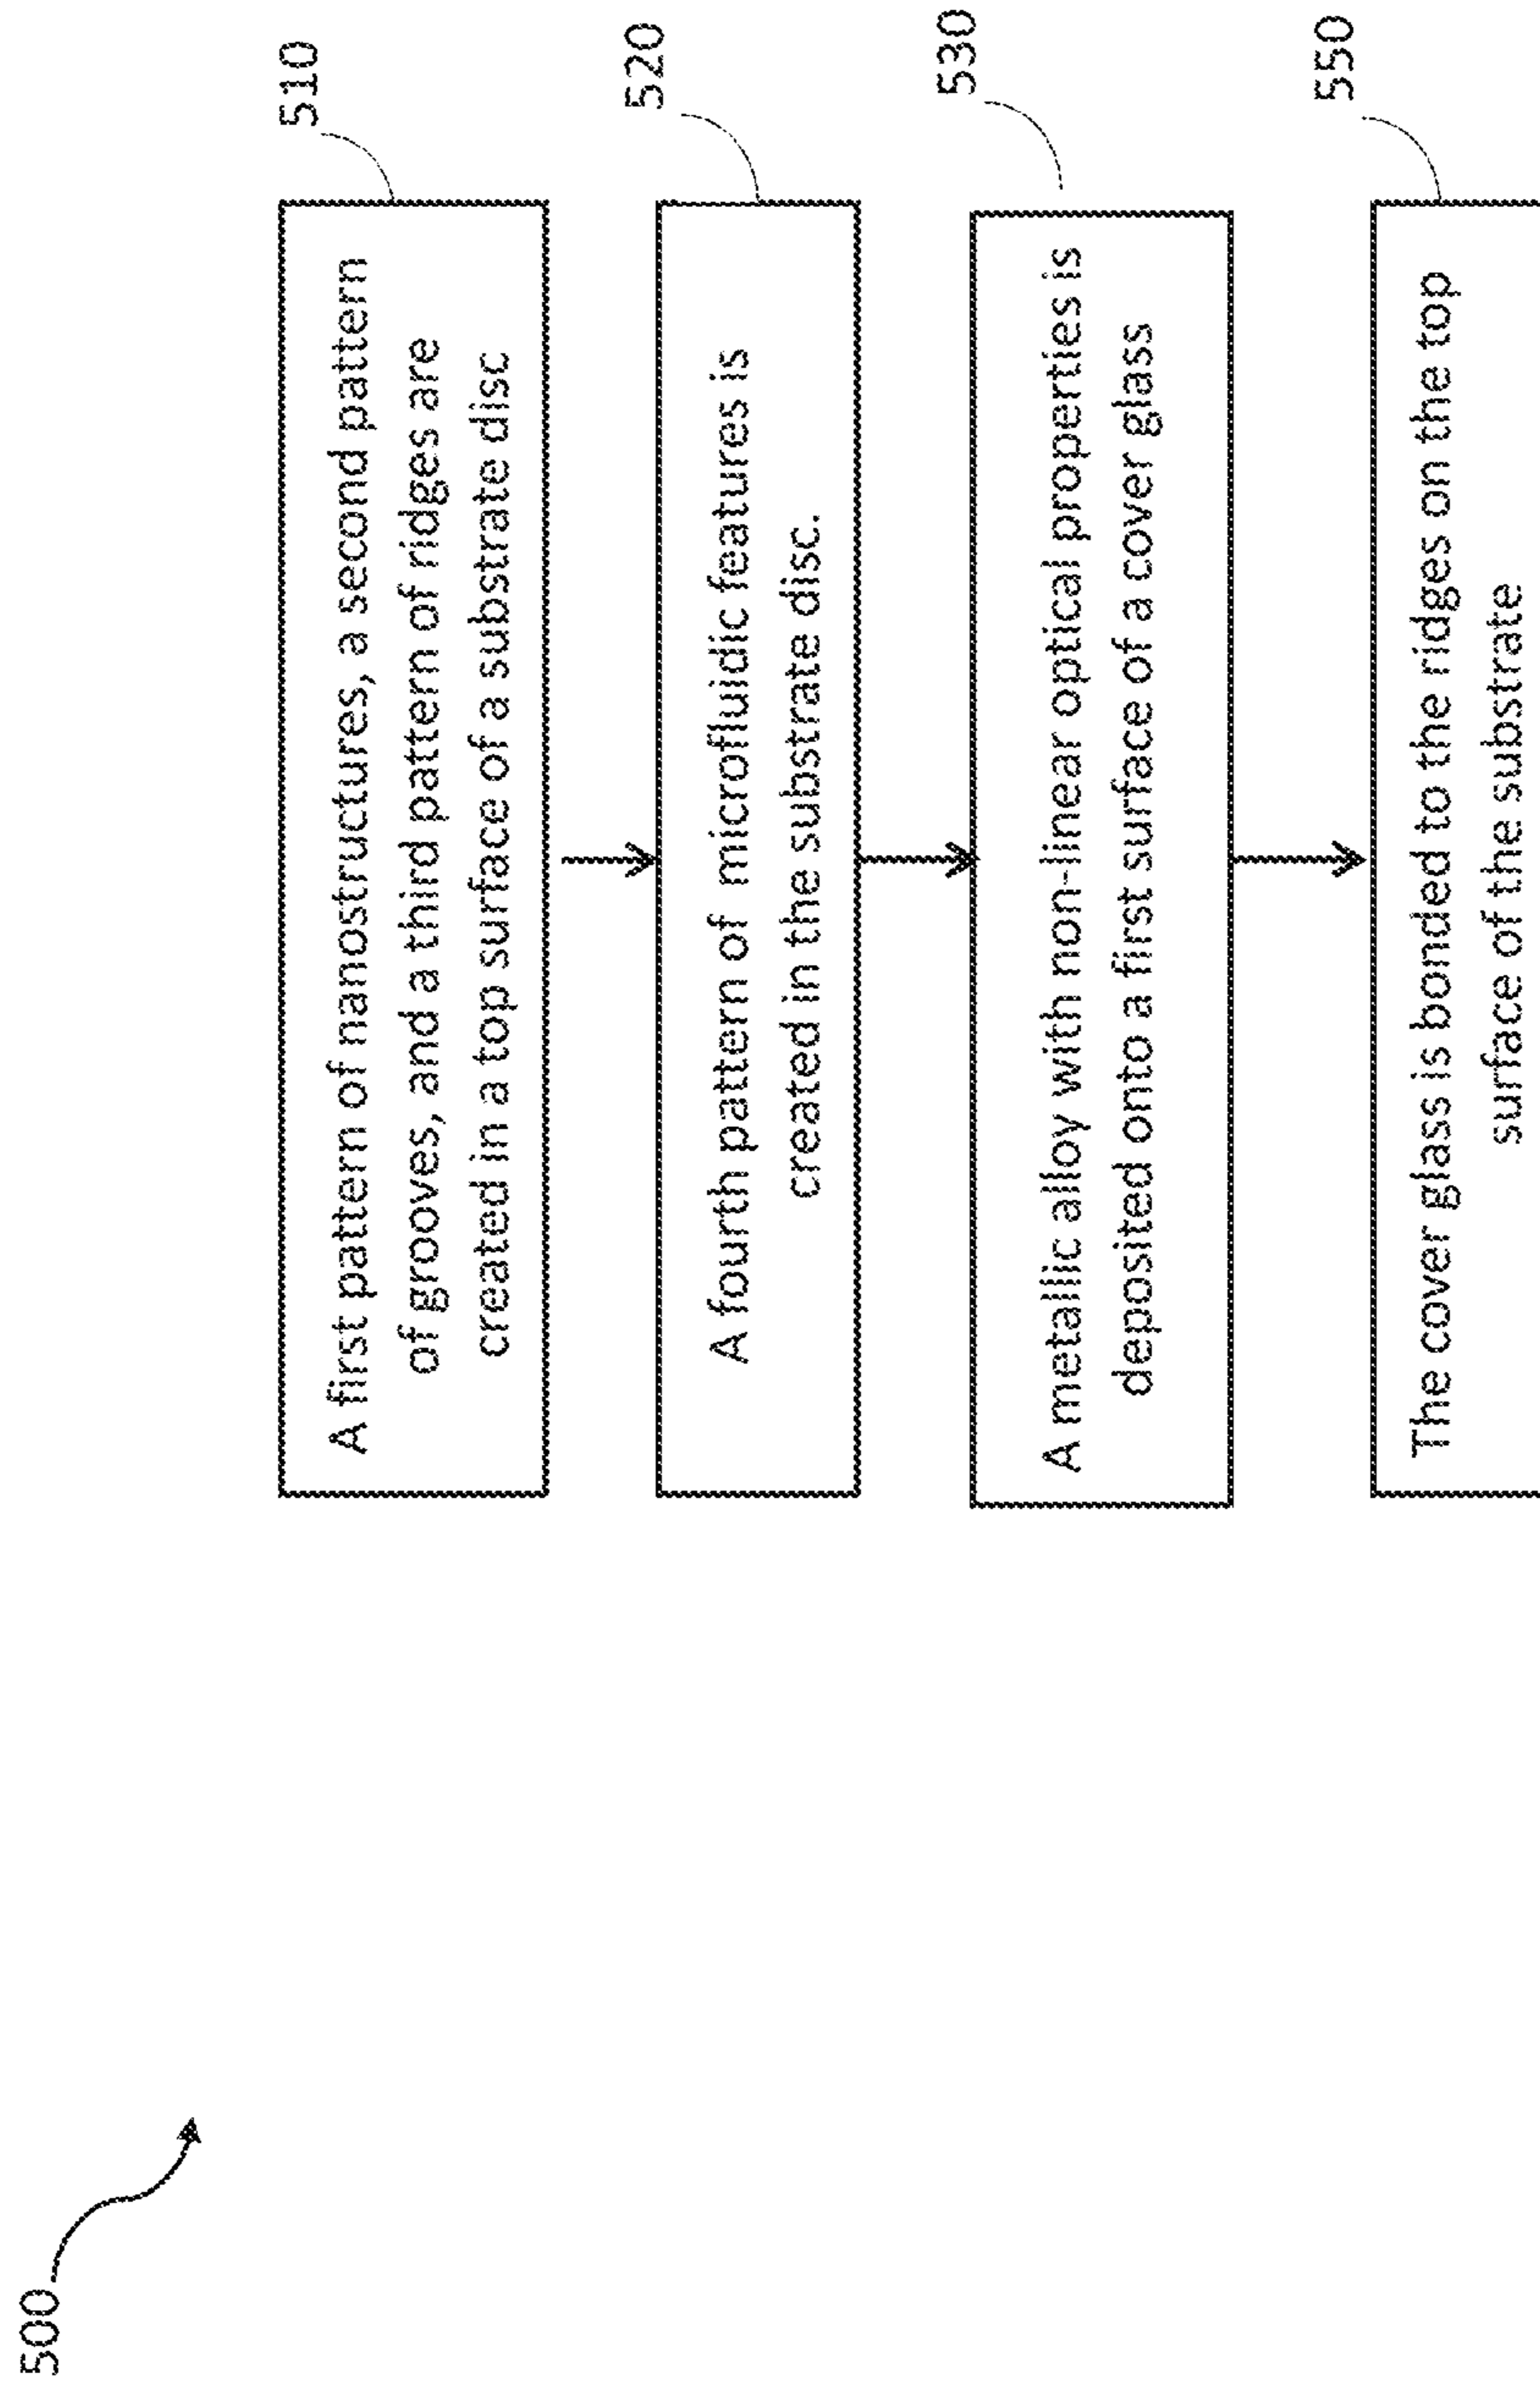 500
510
A first pattern of nanostructures, a second pattern
of grooves, and a third pattern of ridges are
created in a top surface of a substrate disc
520
A fourth pattern of microfluidic features is
created in the substrate disc.
530
A metallic alloy with non-linear optical properties is
deposited onto a first surface of a cover glass
550
The cover glass is bonded to the ridges on the top
surface of the substrate